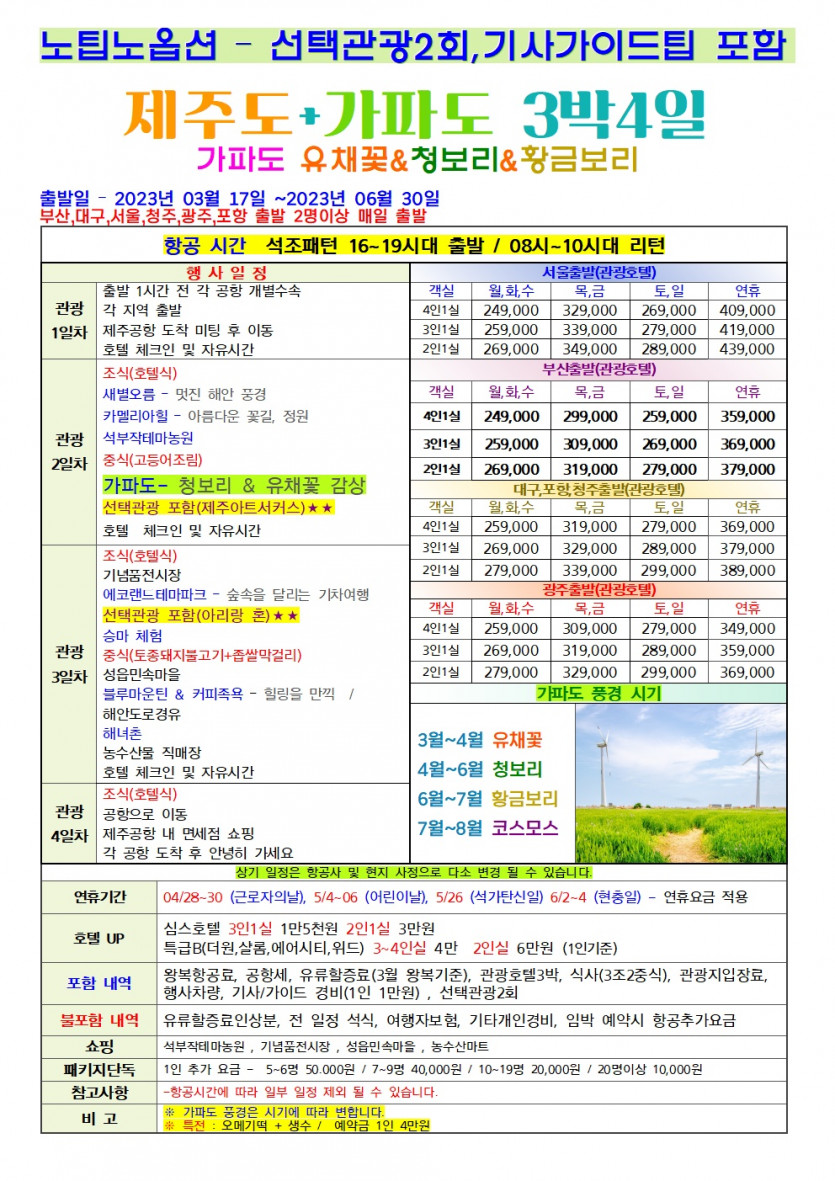 노팁노옵션 - 선택관광2회,기사가이드팁 포함
제주도+가파도 3박4일
가파도 유채꽃&청보리&황금보리
출발일 - 2023년 03월 17일 ~2023년 06월 30일
부산,대구,서울,청주,광주,포항 출발 2명이상 매일 출발
항공 시간 석조패턴 16~19시대 출발 / 08시~10시대 리턴
행 사 일 정
관광
1일차
출발 1시간 전 각 공항 개별수속
각 지역 출발
제주공항 도착 미팅 후 이동
호텔 체크인 및 자유시간
관광
2일차
조식(호텔식)
새별오름 - 멋진 해안 풍경
카멜리아힐 - 아름다운 꽃길, 정원
석부작테마농원
중식(고등어조림)
가파도- 청보리 & 유채꽃 감상
선택관광 포함(제주아트서커스)★★
호텔 체크인 및 자유시간
관광
3일차
조식(호텔식)
기념품전시장
에코랜드테마파크 - 숲속을 달리는 기차여행
선택관광 포함(아리랑 혼)★★
승마 체험
중식(토종돼지불고기+좁쌀막걸리)
성읍민속마을
블루마운틴 & 커피족욕 - 힐링을 만끽 /
해안도로경유
해녀촌
농수산물 직매장
호텔 체크인 및 자유시간
관광
4일차
조식(호텔식)
공항으로 이동
제주공항 내 면세점 쇼핑
각 공항 도착 후 안녕히 가세요
서울출발(관광호텔)
객실 월,화,수 목,금 토,일 연휴
4인1실 249,000 329,000 269,000 409,000
3인1실 259,000 339,000 279,000 419,000
2인1실 269,000 349,000 289,000 439,000
부산출발(관광호텔)
객실 월,화,수 목,금 토,일 연휴
4인1실 249,000 299,000 259,000 359,000
3인1실 259,000 309,000 269,000 369,000
2인1실 269,000 319,000 279,000 379,000
대구,포항,청주출발(관광호텔)
객실 월,화,수 목,금 토,일 연휴
4인1실 259,000 319,000 279,000 369,000
3인1실 269,000 329,000 289,000 379,000
2인1실 279,000 339,000 299,000 389,000
광주출발(관광호텔)
객실 월,화,수 목,금 토,일 연휴
4인1실 259,000 309,000 279,000 349,000
3인1실 269,000 319,000 289,000 359,000
2인1실 279,000 329,000 299,000 369,000
가파도 풍경 시기
3월~4월 유채꽃
4월~6월 청보리
6월~7월 황금보리
7월~8월 코스모스
상기 일정은 항공사 및 현지 사정으로 다소 변경 될 수 있습니다.
연휴기간 04/28~30 (근로자의날), 5/4~06 (어린이날), 5/26 (석가탄신일) 6/2~4 (현충일) - 연휴요금 적용
호텔 UP
심스호텔 3인1실 1만5천원 2인1실 3만원
특급B(더원,살롬,에어시티,위드) 3~4인실 4만 2인실 6만원 (1인기준)
포함 내역
왕복항공료, 공항세, 유류할증료(3월 왕복기준), 관광호텔3박, 식사(3조2중식), 관광지입장료,
행사차량, 기사/가이드 경비(1인 1만원) , 선택관광2회
불포함 내역 유류할증료인상분, 전 일정 석식, 여행자보험, 기타개인경비, 임박 예약시 항공추가요금
쇼핑 석부작테마농원 , 기념품전시장 , 성읍민속마을 , 농수산마트
패키지단독 1인 추가 요금 - 5~6명 50.000원 / 7~9명 40,000원 / 10~19명 20,000원 / 20명이상 10,000원
참고사항 -항공시간에 따라 일부 일정 제외 될 수 있습니다.
비 고
※ 가파도 풍경은 시기에 따라 변합니다.
※ 특전 : 오메기떡 + 생수 / 예약금 1인 4만원